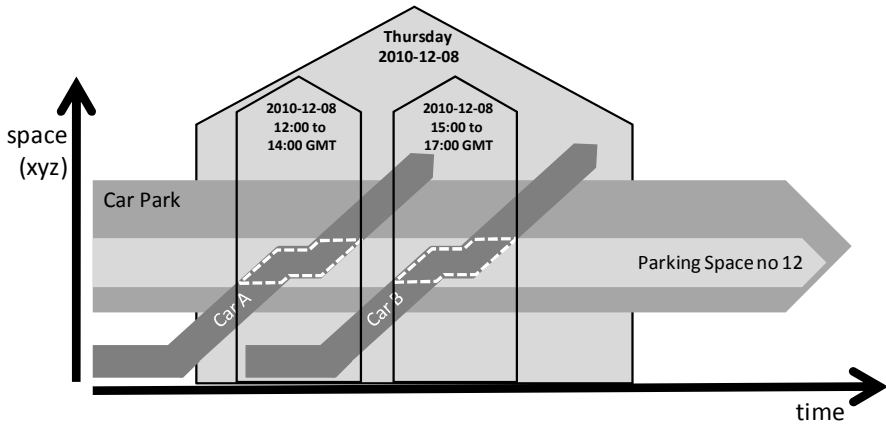 Thursday
2010-12-08
2010-12-08
12:00 to
14:00 GMT
2010-12-08
15:00 to
17:00 GMT
space
(xyz)
Car Park
Parking Space no 12
Car A
Car B
time